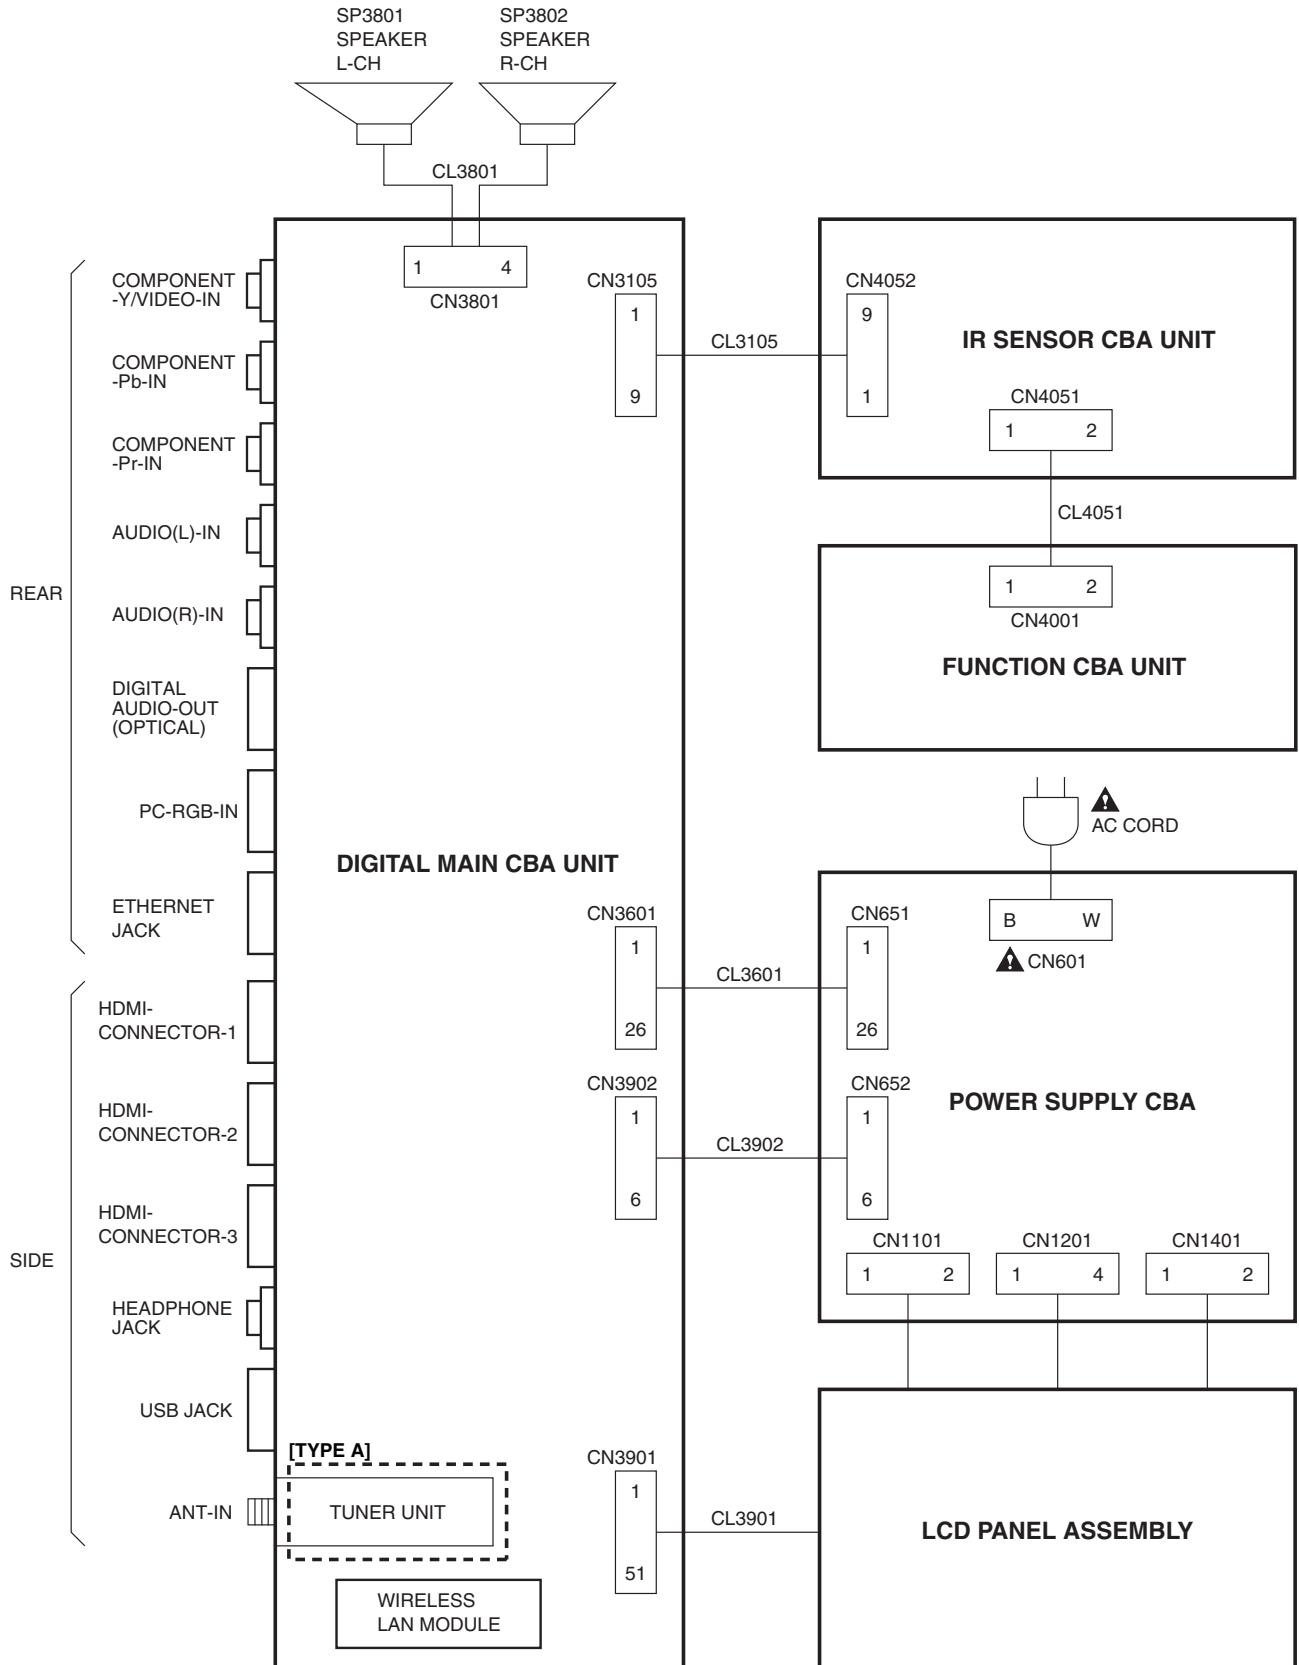 SP3801
SPEAKER
L-CH
SP3802
SPEAKER
R-CH
CL3801
1 4
CN3801
REAR
COMPONENT
-Y/VIDEO-IN
COMPONENT
-Pb-IN
COMPONENT
-Pr-IN
AUDIO(L)-IN
AUDIO(R)-IN
DIGITAL
AUDIO-OUT
(OPTICAL)
PC-RGB-IN
ETHERNET
JACK
SIDE
HDMI-
CONNECTOR-1
HDMI-
CONNECTOR-2
HDMI-
CONNECTOR-3
HEADPHONE
JACK
USB JACK
ANT-IN
[TYPE A]
TUNER UNIT
WIRELESS
LAN MODULE
DIGITAL MAIN CBA UNIT
CN3105
1
9
CL3105
CN4052
9
1
IR SENSOR CBA UNIT
CN4051
1 2
CL4051
1 2
CN4001
FUNCTION CBA UNIT
AC CORD
B W
CN601
CN3601
1
26
CL3601
CN651
1
26
CN3902
1
6
CL3902
CN652
1
6
POWER SUPPLY CBA
CN1101
1 2
CN1201
1 4
CN1401
1 2
CN3901
1
51
CL3901
LCD PANEL ASSEMBLY